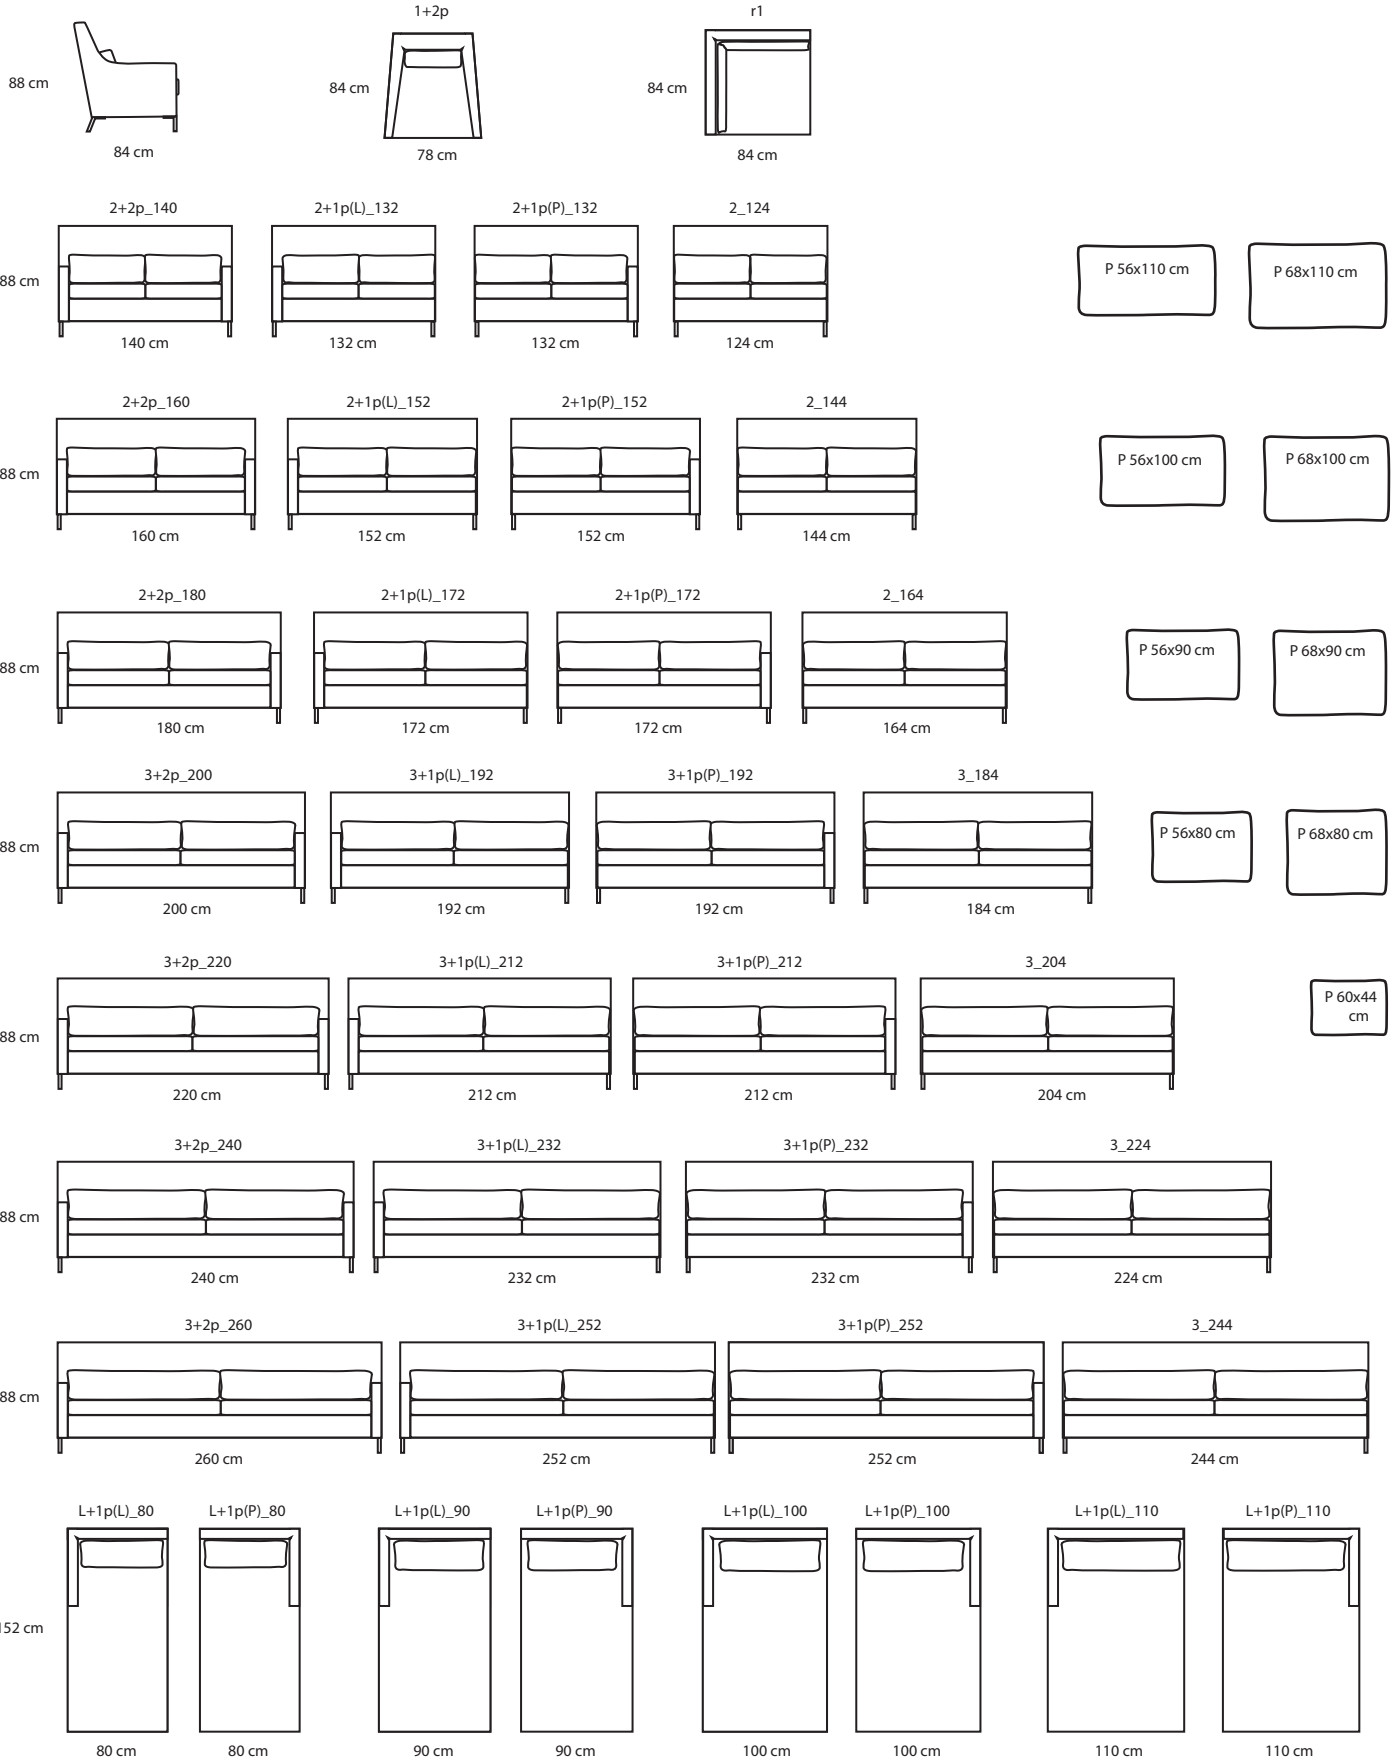 1+2p
r1
88 cm
84 cm
84 cm
84 cm
78 cm
84 cm
2+2p_140
2+1p(L)_132
2+1p(P)_132
2_124
88 cm
P 56x110 cm
P 68x110 cm
140 cm
132 cm
132 cm
124 cm
2+2p_160
2+1p(L)_152
2+1p(P)_152
2_144
88 cm
P 56x100 cm
P 68x100 cm
160 cm
152 cm
152 cm
144 cm
2+2p_180
2+1p(L)_172
2+1p(P)_172
2_164
88 cm
P 56x90 cm
P 68x90 cm
180 cm
172 cm
172 cm
164 cm
3+2p_200
3+1p(L)_192
3+1p(P)_192
3_184
88 cm
P 56x80 cm
P 68x80 cm
200 cm
192 cm
192 cm
184 cm
3+2p_220
3+1p(L)_212
3+1p(P)_212
3_204
88 cm
P 60x44
cm
220 cm
212 cm
212 cm
204 cm
3+2p_240
3+1p(L)_232
3+1p(P)_232
3_224
88 cm
240 cm
232 cm
232 cm
224 cm
3+2p_260
3+1p(L)_252
3+1p(P)_252
3_244
88 cm
260 cm
252 cm
252 cm
244 cm
L+1p(L)_80
L+1p(P)_80
L+1p(L)_90
L+1p(P)_90
L+1p(L)_100
L+1p(P)_100
L+1p(L)_110
L+1p(P)_110
152 cm
80 cm
80 cm
90 cm
90 cm
100 cm
100 cm
110 cm
110 cm